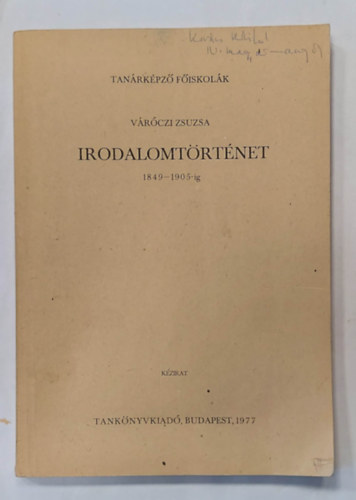 TANÁRKÉPZŐ FŐISKOLÁK
VÁRÓCZI ZSUZSA
IRODALOMTÖRTÉNET
1849–1905-ig
KÉZIRAT
TANKÖNYVKIADÓ, BUDAPEST, 1977